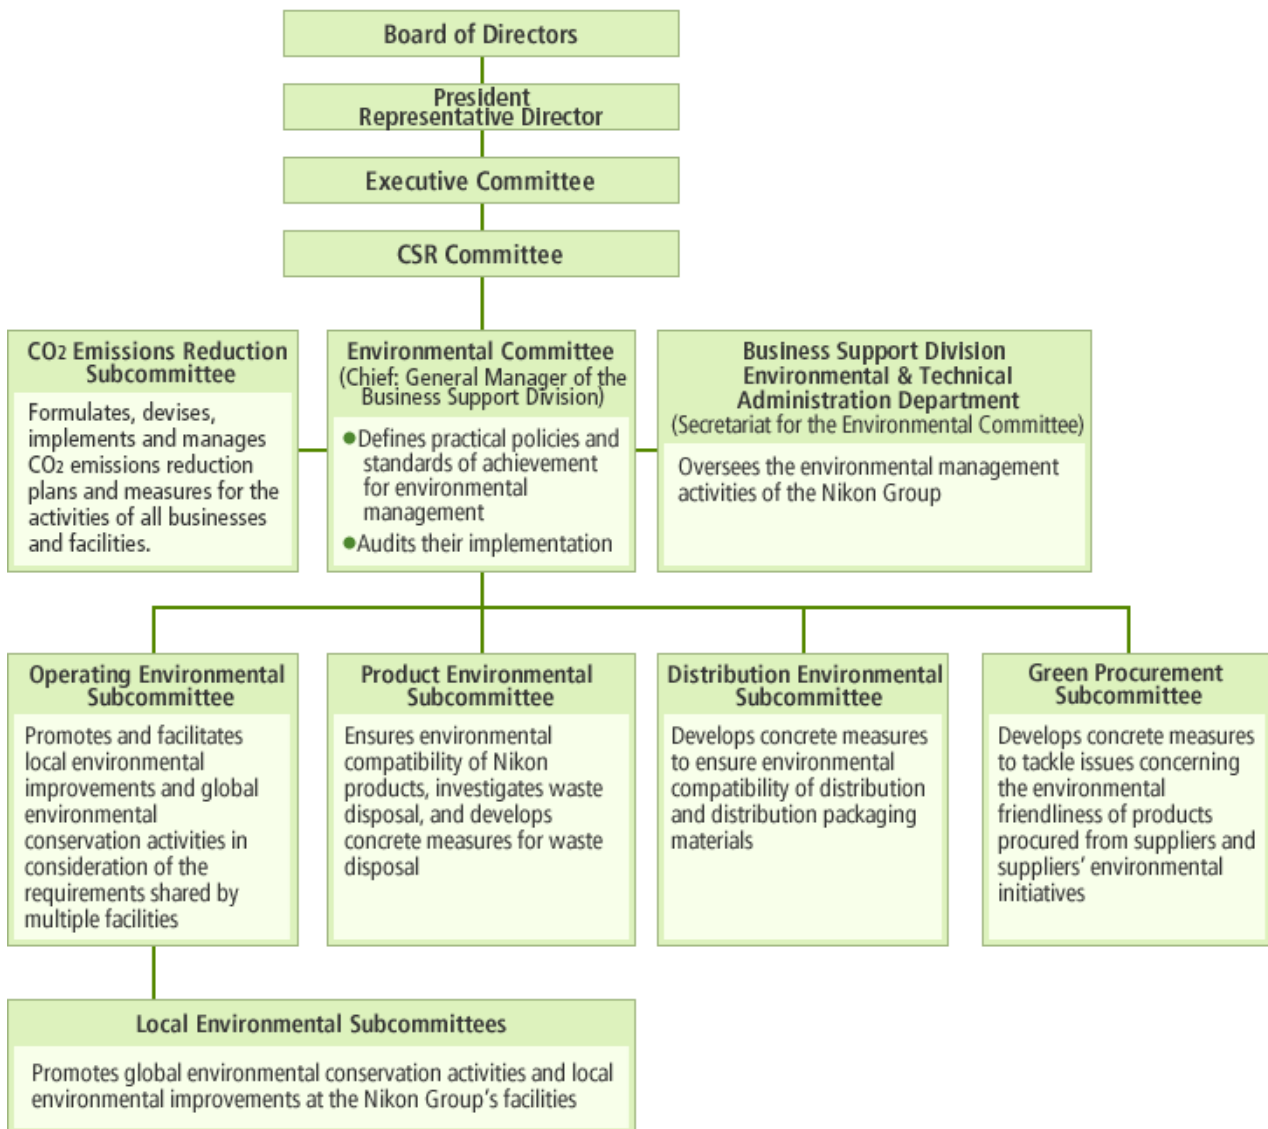 Board of Directors
President
Representative Director
Executive Committee
CSR Committee
CO2 Emissions Reduction
Subcommittee
Formulates, devises,
implements and manages
CO2 emissions reduction
plans and measures for the
activities of all businesses
and facilities.
Environmental Committee
(Chief: General Manager of the
Business Support Division)
●Defines practical policies and
standards of achievement
for environmental
management
●Audits their implementation
Business Support Division
Environmental & Technical
Administration Department
(Secretariat for the Environmental Committee)
Oversees the environmental management
activities of the Nikon Group
Operating Environmental
Subcommittee
Promotes and facilitates
local environmental
improvements and global
environmental
conservation activities in
consideration of the
requirements shared by
multiple facilities
Product Environmental
Subcommittee
Ensures environmental
compatibility of Nikon
products, investigates waste
disposal, and develops
concrete measures for waste
disposal
Distribution Environmental
Subcommittee
Develops concrete measures
to ensure environmental
compatibility of distribution
and distribution packaging
materials
Green Procurement
Subcommittee
Develops concrete measures
to tackle issues concerning
the environmental
friendliness of products
procured from suppliers and
suppliers’ environmental
initiatives
Local Environmental Subcommittees
Promotes global environmental conservation activities and local
environmental improvements at the Nikon Group’s facilities